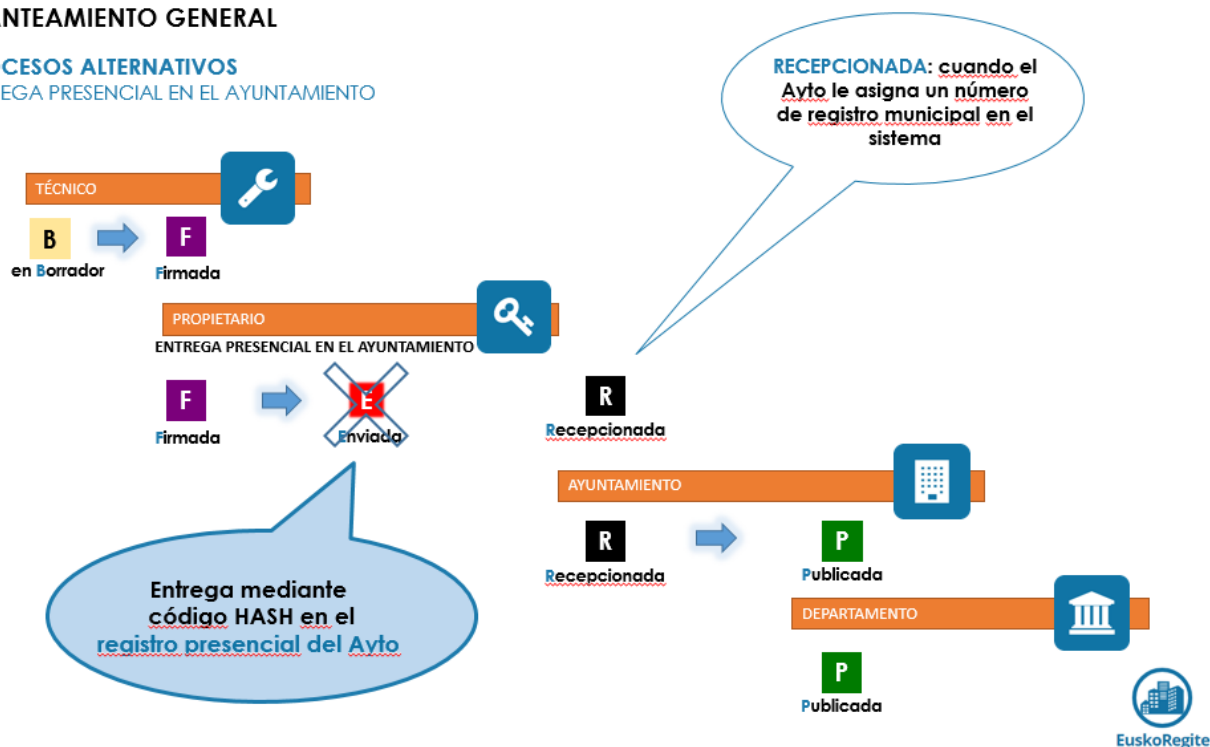 NTEAMIENTO GENERAL
CESOS ALTERNATIVOS
EGA PRESENCIAL EN EL AYUNTAMIENTO
RECEPCIONADA: cuando el
Ayto le asigna un número
de registro municipal en el
sistema
TÉCNICO
B
F
en Borrador
Firmada
PROPIETARIO
ENTREGA PRESENCIAL EN EL AYUNTAMIENTO
F
E
Firmada
Enviada
R
Recepcionada
AYUNTAMIENTO
R
P
Recepcionada
Publicada
Entrega mediante
código HASH en el
registro presencial del Ayto
DEPARTAMENTO
P
Publicada
EuskoRegite